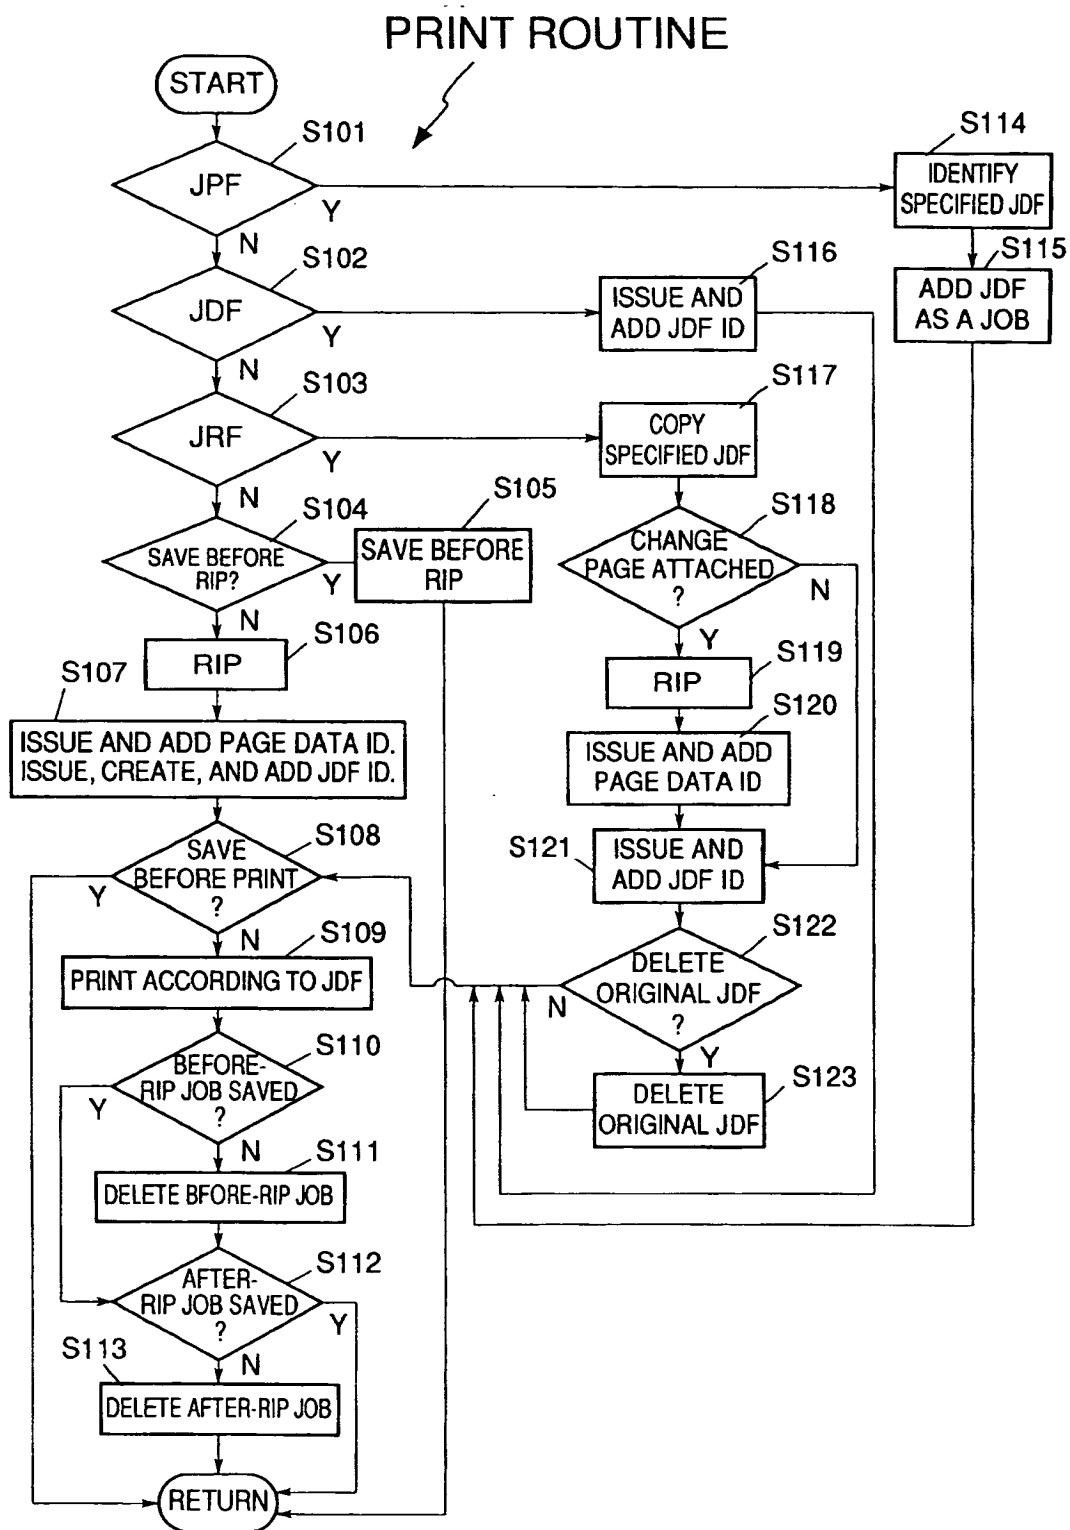 PRINT ROUTINE
START
S101
JPF
Y
N
S114
IDENTIFY
SPECIFIED JDF
S115
ADD JDF
AS A JOB
S102
JDF
Y
N
S116
ISSUE AND
ADD JDF ID
S103
JRF
Y
N
S117
COPY
SPECIFIED JDF
S104
SAVE BEFORE
RIP?
Y
N
S105
SAVE BEFORE
RIP
S118
CHANGE
PAGE ATTACHED
?
N
Y
S106
RIP
S119
RIP
S107
ISSUE AND ADD PAGE DATA ID.
ISSUE, CREATE, AND ADD JDF ID.
S120
ISSUE AND ADD
PAGE DATA ID
S108
SAVE
BEFORE PRINT
?
Y
N
S121
ISSUE AND
ADD JDF ID
S109
PRINT ACCORDING TO JDF
S122
DELETE
ORIGINAL JDF
?
N
Y
S110
BEFORE-
RIP JOB SAVED
?
Y
N
S123
DELETE
ORIGINAL JDF
S111
DELETE BFORE-RIP JOB
S112
AFTER-
RIP JOB SAVED
?
Y
N
S113
DELETE AFTER-RIP JOB
RETURN